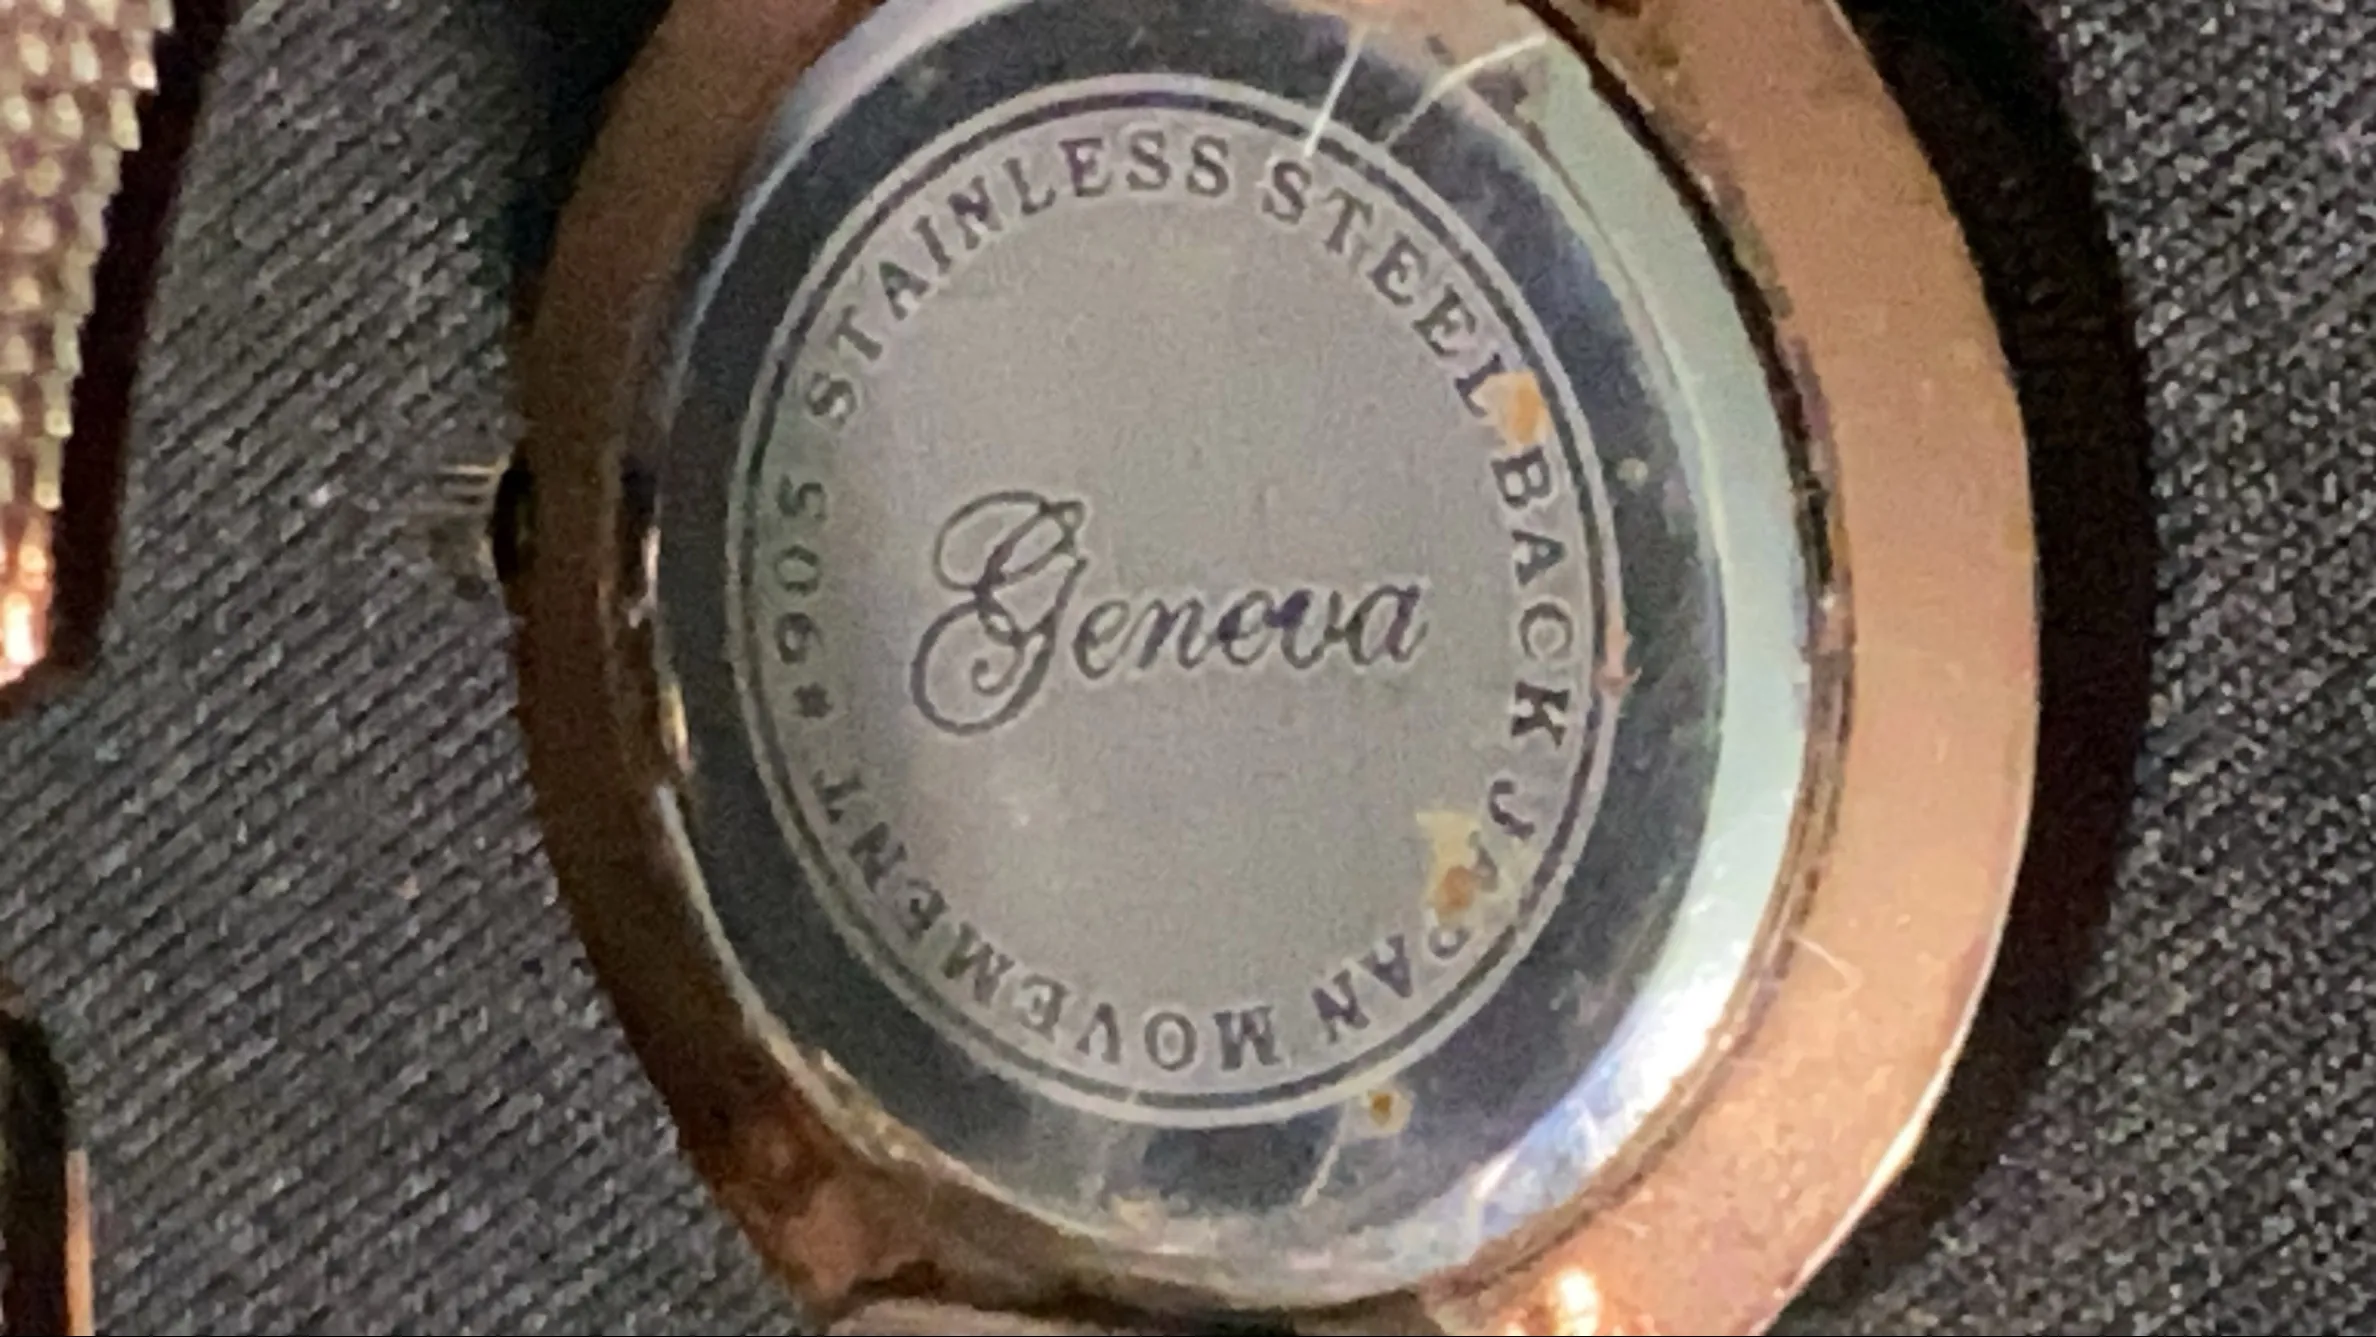 Geneva
STAINLESS STEEL BACK JAPAN MOVEMENT *905